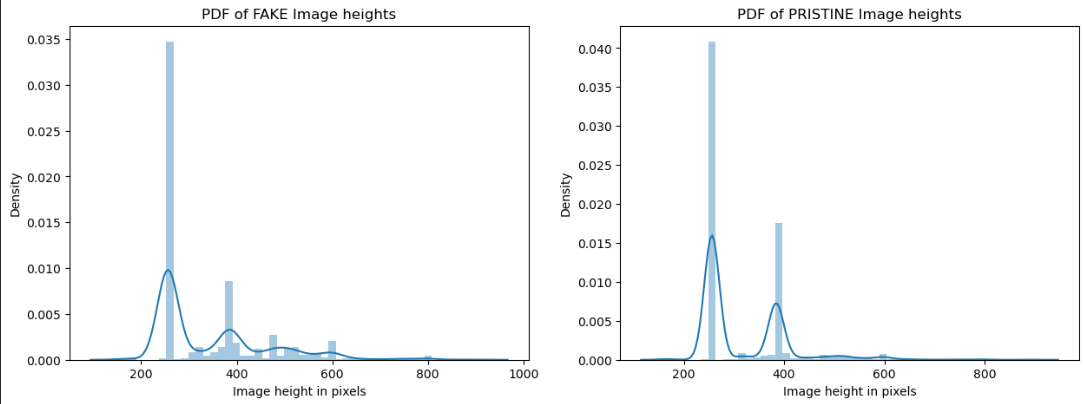 PDF of FAKE Image heights
0.035
0.030
0.025
0.020
0.015
0.010
0.005
0.000
Density
200 400 600 800 1000
Image height in pixels
PDF of PRISTINE Image heights
0.040
0.035
0.030
0.025
0.020
0.015
0.010
0.005
0.000
Density
200 400 600 800
Image height in pixels